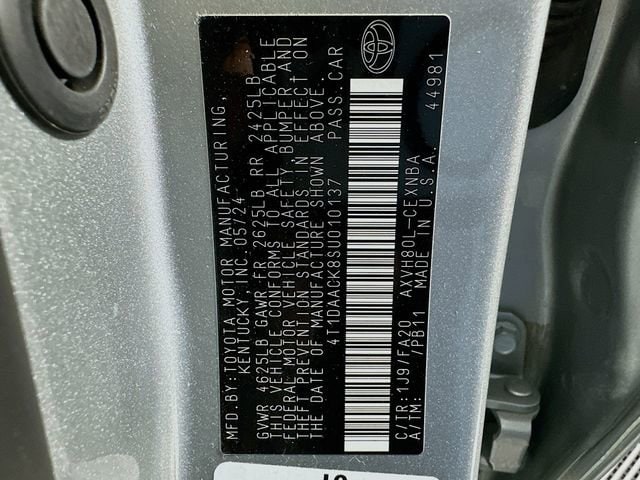 MFD.BY:TOYOTA MOTOR MANUFACTURING,
KENTUCKY, INC. 05/24
GVWR 4625LB GAWR FR 2625LB RR 2425LB
THIS VEHICLE CONFORMS TO ALL APPLICABLE
FEDERAL MOTOR VEHICLE SAFETY, BUMPER AND
THEFT PREVENTION STANDARDS IN EFFECT ON
THE DATE OF MANUFACTURE SHOWN ABOVE.
4T1DAACK8SU010137 PASS.CAR
C/TR: 1J9/FA20 AXVH80L-CEXNBA
A/TM: /PB11 MADE IN U.S.A. 44981